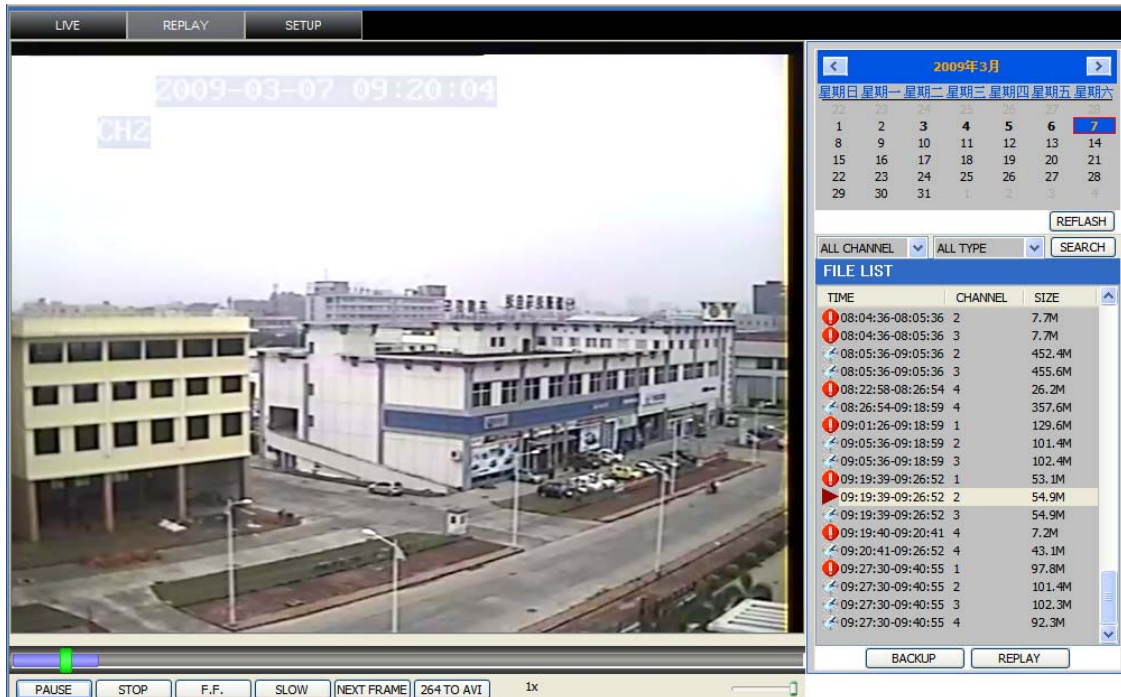 LIVE REPLAY SETUP
2009-03-07 09:20:04
CH2
2009年3月
星期日 星期一 星期二 星期三 星期四 星期五 星期六
22 23 24 25 26 27 28
1 2 3 4 5 6 7
8 9 10 11 12 13 14
15 16 17 18 19 20 21
22 23 24 25 26 27 28
29 30 31 1 2 3 4
REFLASH
ALL CHANNEL ALL TYPE SEARCH
FILE LIST
TIME CHANNEL SIZE
08:04:36-08:05:36 2 7.7M
08:04:36-08:05:36 3 7.7M
08:05:36-09:05:36 2 452.4M
08:05:36-09:05:36 3 455.6M
08:22:58-08:26:54 4 26.2M
08:26:54-09:18:59 4 357.6M
09:01:26-09:18:59 1 129.6M
09:05:36-09:18:59 2 101.4M
09:05:36-09:18:59 3 102.4M
09:19:39-09:26:52 1 53.1M
09:19:39-09:26:52 2 54.9M
09:19:39-09:26:52 3 54.9M
09:19:40-09:20:41 4 7.2M
09:20:41-09:26:52 4 43.1M
09:27:30-09:40:55 1 97.8M
09:27:30-09:40:55 2 101.4M
09:27:30-09:40:55 3 102.3M
09:27:30-09:40:55 4 92.3M
BACKUP REPLAY
PAUSE STOP F.F. SLOW NEXT FRAME 264 TO AVI 1x